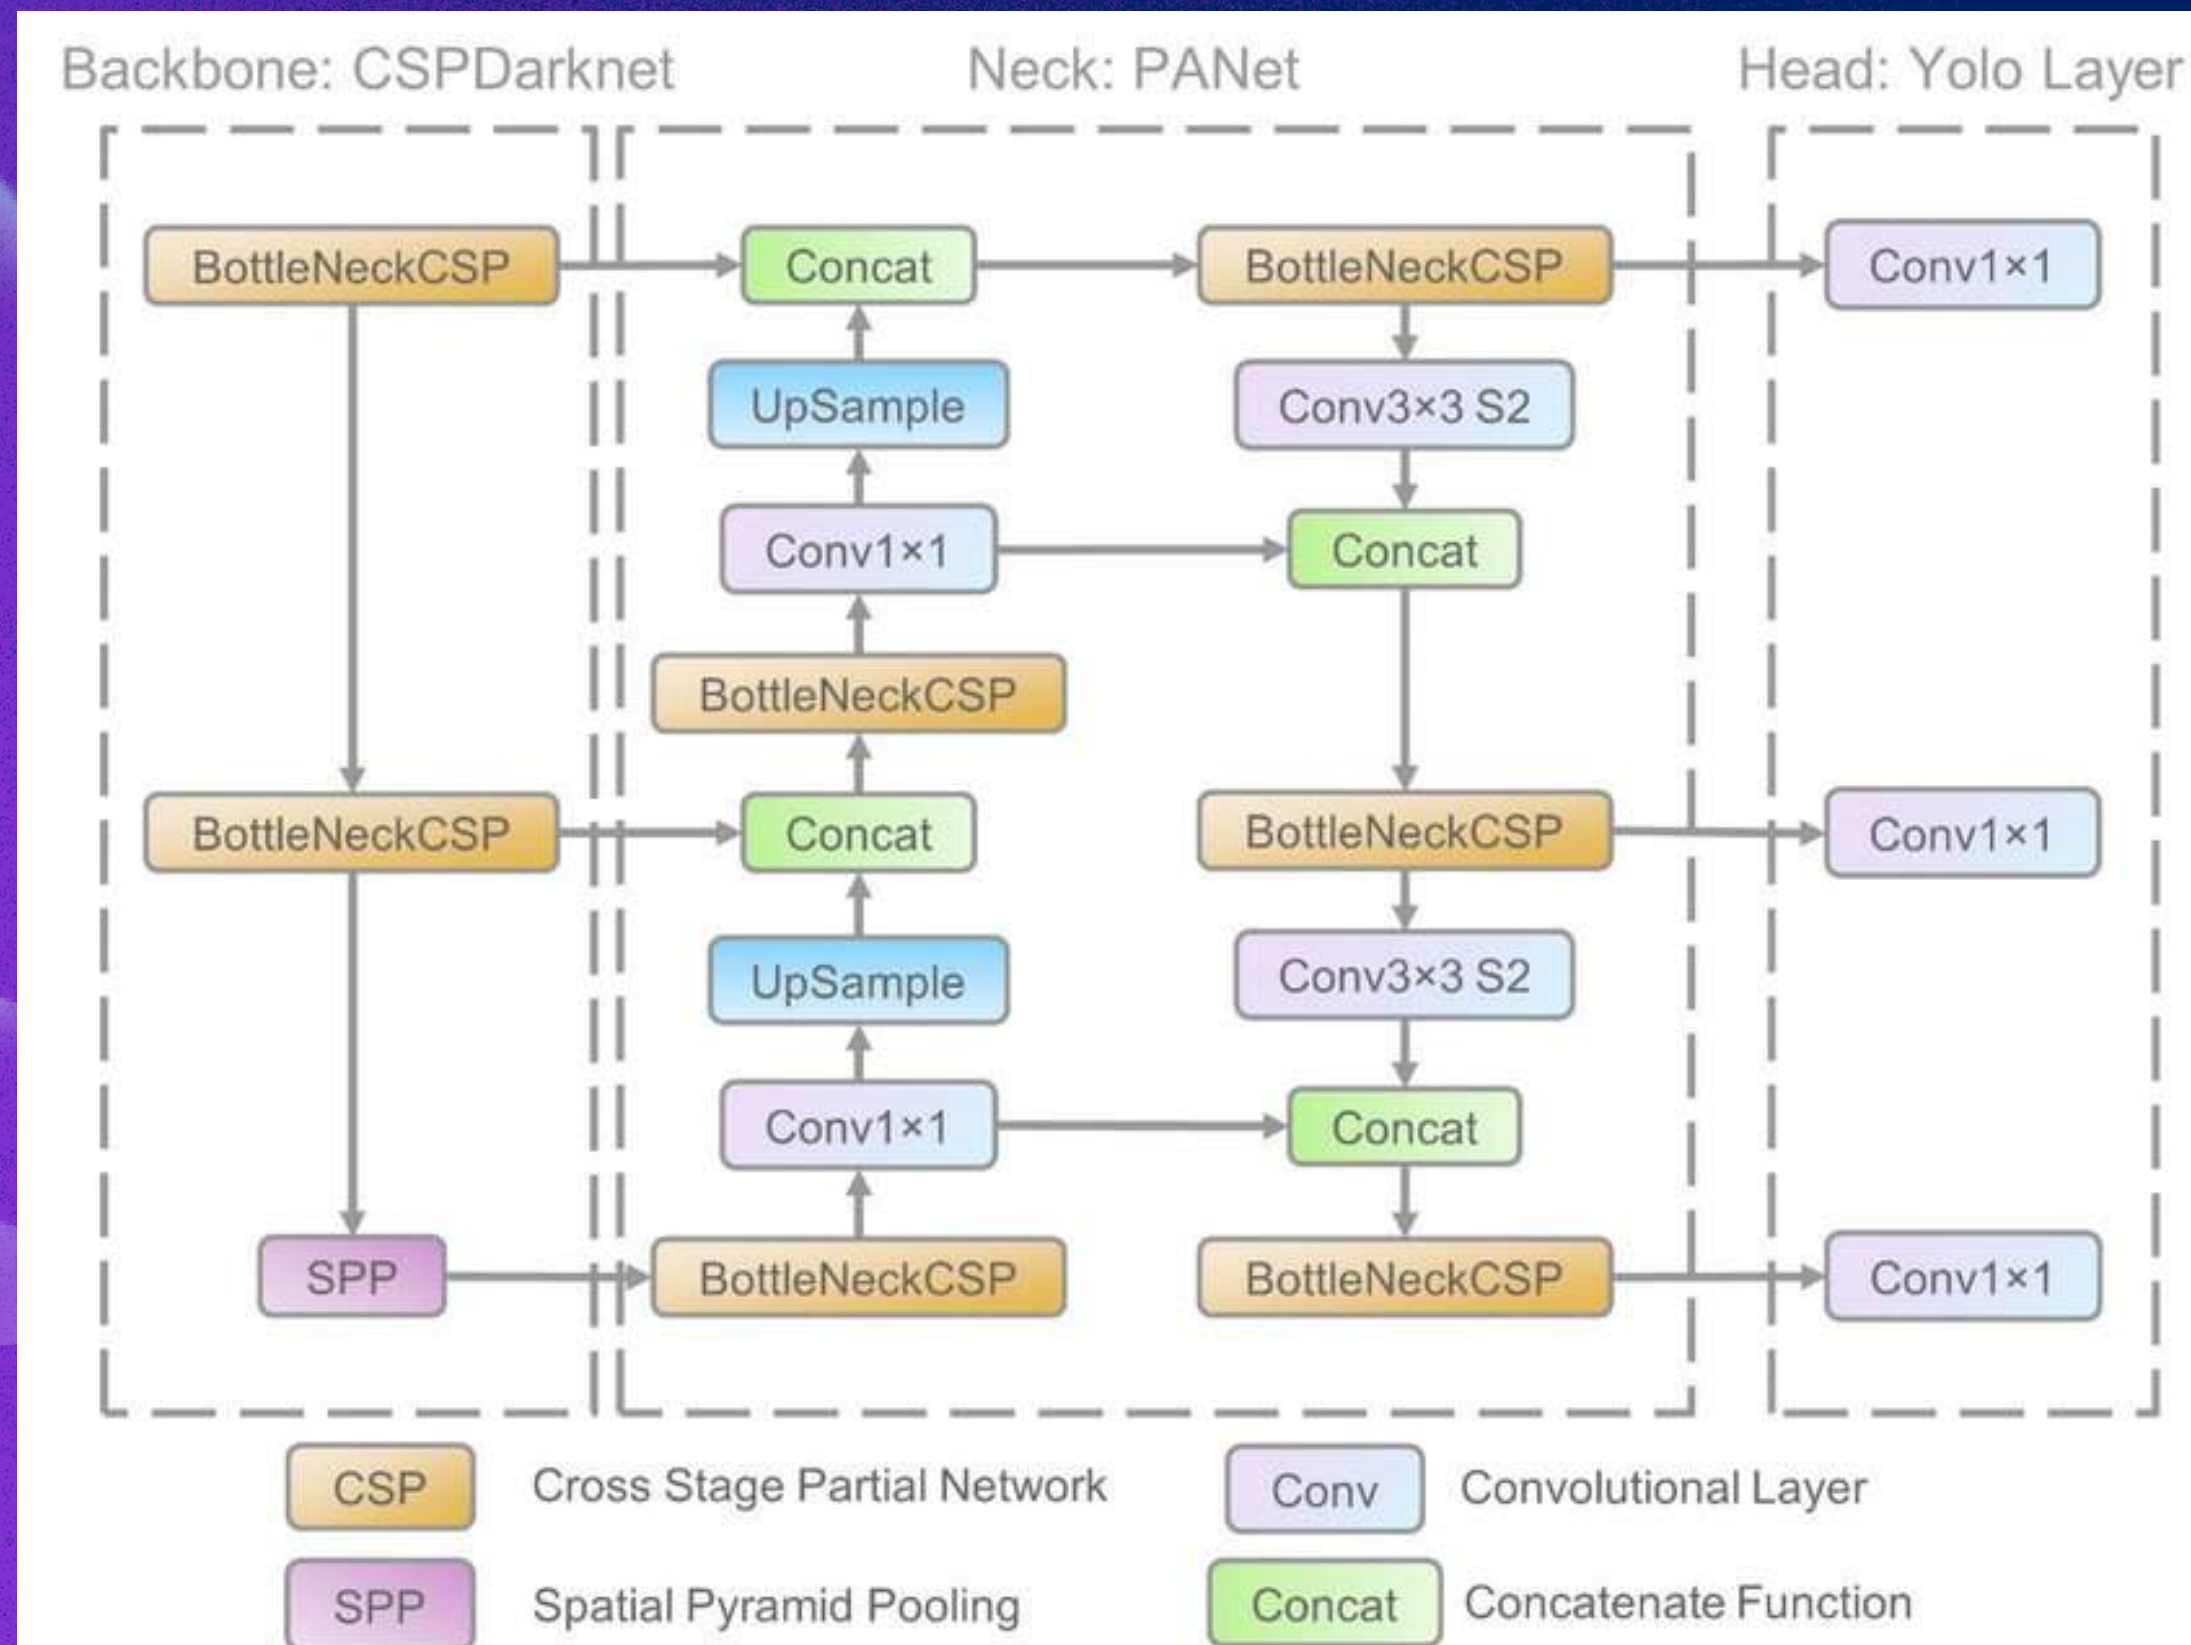 Backbone: CSPDarknet Neck: PANet Head: Yolo Layer
BottleNeckCSP Concat BottleNeckCSP Conv1×1
UpSample Conv3×3 S2
Conv1×1 Concat
BottleNeckCSP
BottleNeckCSP Concat BottleNeckCSP Conv1×1
UpSample Conv3×3 S2
Conv1×1 Concat
SPP BottleNeckCSP BottleNeckCSP Conv1×1
CSP Cross Stage Partial Network Conv Convolutional Layer
SPP Spatial Pyramid Pooling Concat Concatenate Function